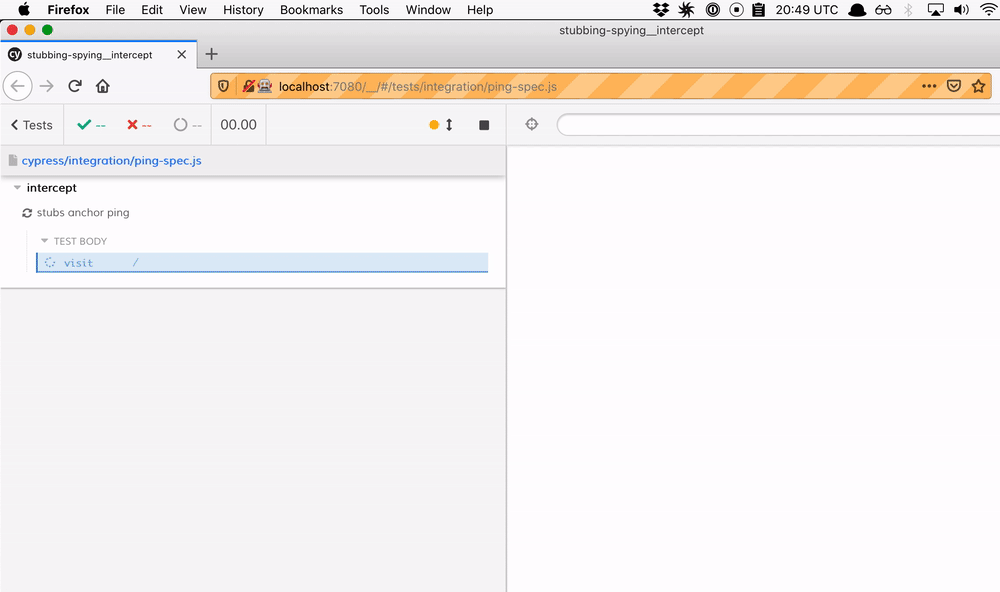 Firefox File Edit View History Bookmarks Tools Window Help 20:49 UTC
stubbing-spying__intercept
cy stubbing-spying__intercept
localhost:7080/__/#/tests/integration/ping-spec.js
Tests -- -- -- 00.00
cypress/integration/ping-spec.js
intercept
stubs anchor ping
TEST BODY
visit /